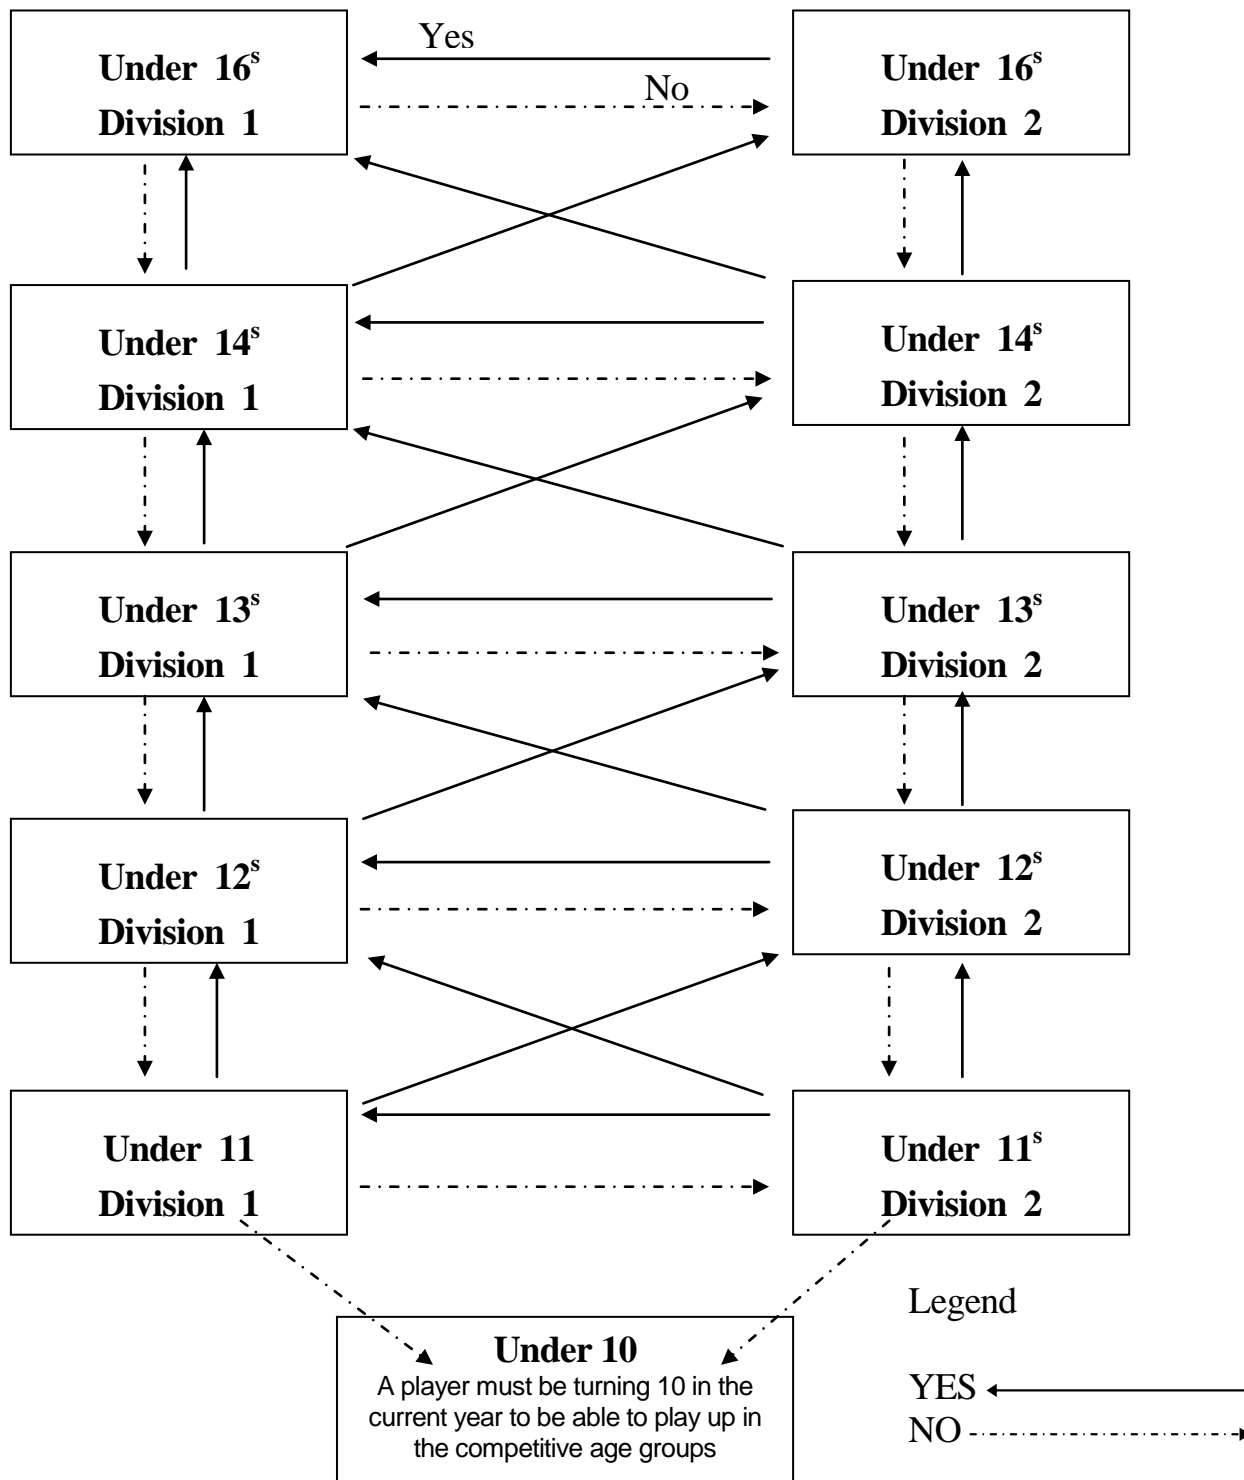 Yes
No
Under 16s
Division 1
Under 16s
Division 2
Under 14s
Division 1
Under 14s
Division 2
Under 13s
Division 1
Under 13s
Division 2
Under 12s
Division 1
Under 12s
Division 2
Under 11
Division 1
Under 11s
Division 2
Under 10
A player must be turning 10 in the
current year to be able to play up in
the competitive age groups
Legend
YES
NO